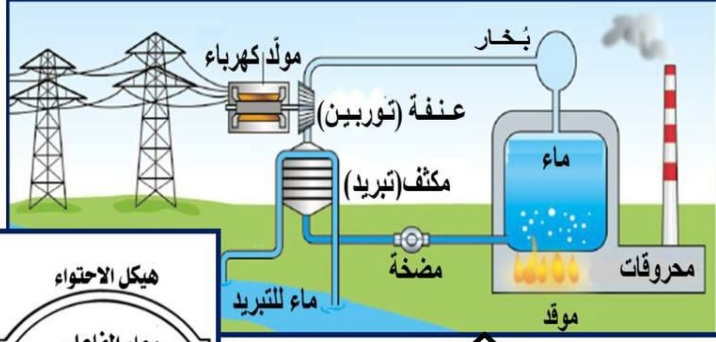 بُخار
مولّد كهرباء
عنفة (توربين)
ماء
مكثف(تبريد)
محروقات
مضخة
ماء للتبريد
موقد
هيكل الاحتواء